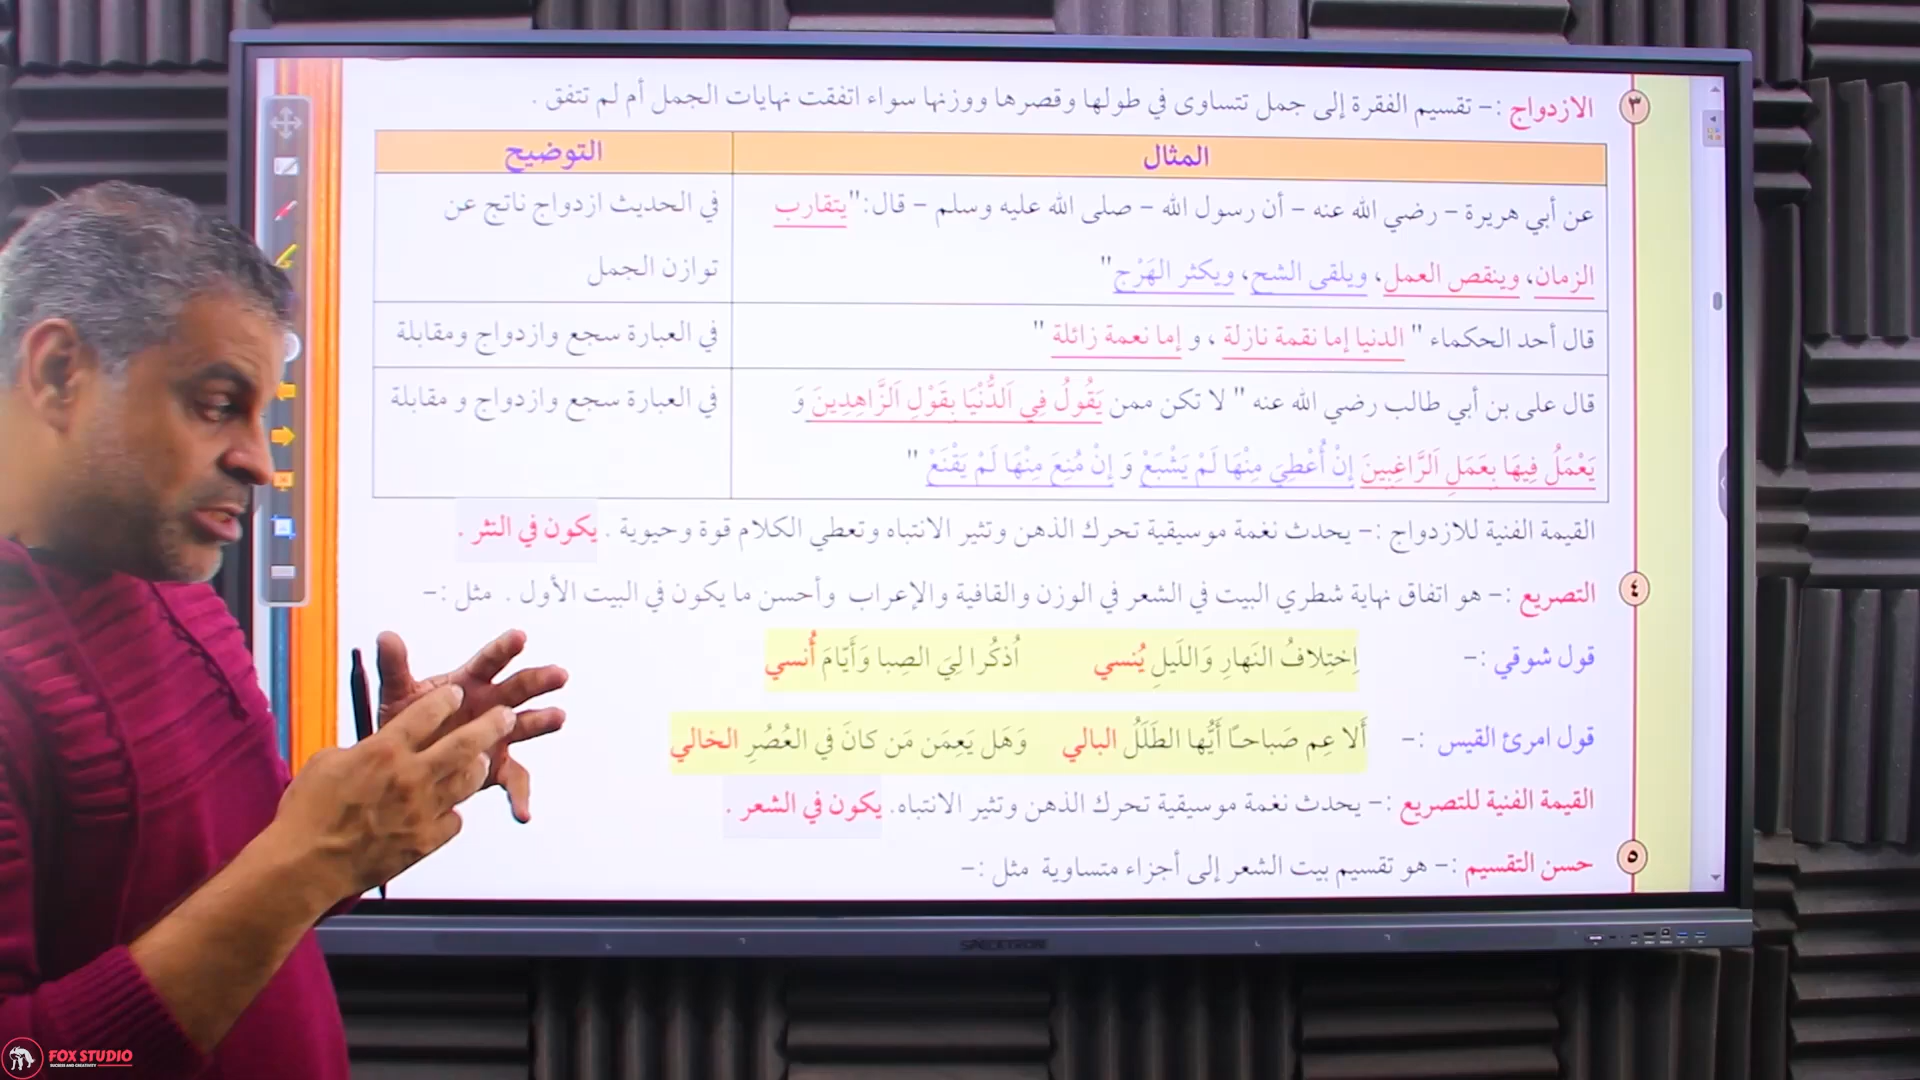 ٣ الازدواج :- تقسيم الفقرة إلى جمل تتساوى في طولها وقصرها ووزنها سواء اتفقت نهايات الجمل أم لم تتفق .
المثال
التوضيح
عن أبي هريرة - رضي الله عنه - أن رسول الله - صلى الله عليه وسلم - قال:"يتقارب
الزمان، وينقص العمل، ويلقى الشح، ويكثر الهَرْج"
في الحديث ازدواج ناتج عن
توازن الجمل
قال أحد الحكماء " الدنيا إما نقمة نازلة ، و إما نعمة زائلة "
في العبارة سجع وازدواج ومقابلة
قال على بن أبي طالب رضي الله عنه " لا تكن ممن يَقُولُ فِي اَلدُّنْيَا بِقَوْلِ اَلزَّاهِدِينَ وَ
يَعْمَلُ فِيهَا بِعَمَلِ اَلرَّاغِبِينَ إِنْ أُعْطِيَ مِنْهَا لَمْ يَشْبَعْ وَ إِنْ مُنِعَ مِنْهَا لَمْ يَقْنَعْ "
في العبارة سجع وازدواج و مقابلة
القيمة الفنية للازدواج :- يحدث نغمة موسيقية تحرك الذهن وتثير الانتباه وتعطي الكلام قوة وحيوية . يكون في النثر .
٤ التصريع :- هو اتفاق نهاية شطري البيت في الشعر في الوزن والقافية والإعراب وأحسن ما يكون في البيت الأول . مثل :-
قول شوقي :- اِختِلافُ النَهارِ وَاللَيلِ يُنسي اُذكُرا لِيَ الصِبا وَأَيّامَ أُنسي
قول امرئ القيس :- أَلا عِم صَباحًا أَيُّها الطَلَلُ البالي وَهَل يَعِمَن مَن كانَ في العُصُرِ الخالي
القيمة الفنية للتصريع :- يحدث نغمة موسيقية تحرك الذهن وتثير الانتباه. يكون في الشعر .
٥ حسن التقسيم :- هو تقسيم بيت الشعر إلى أجزاء متساوية مثل :-
FOX STUDIO